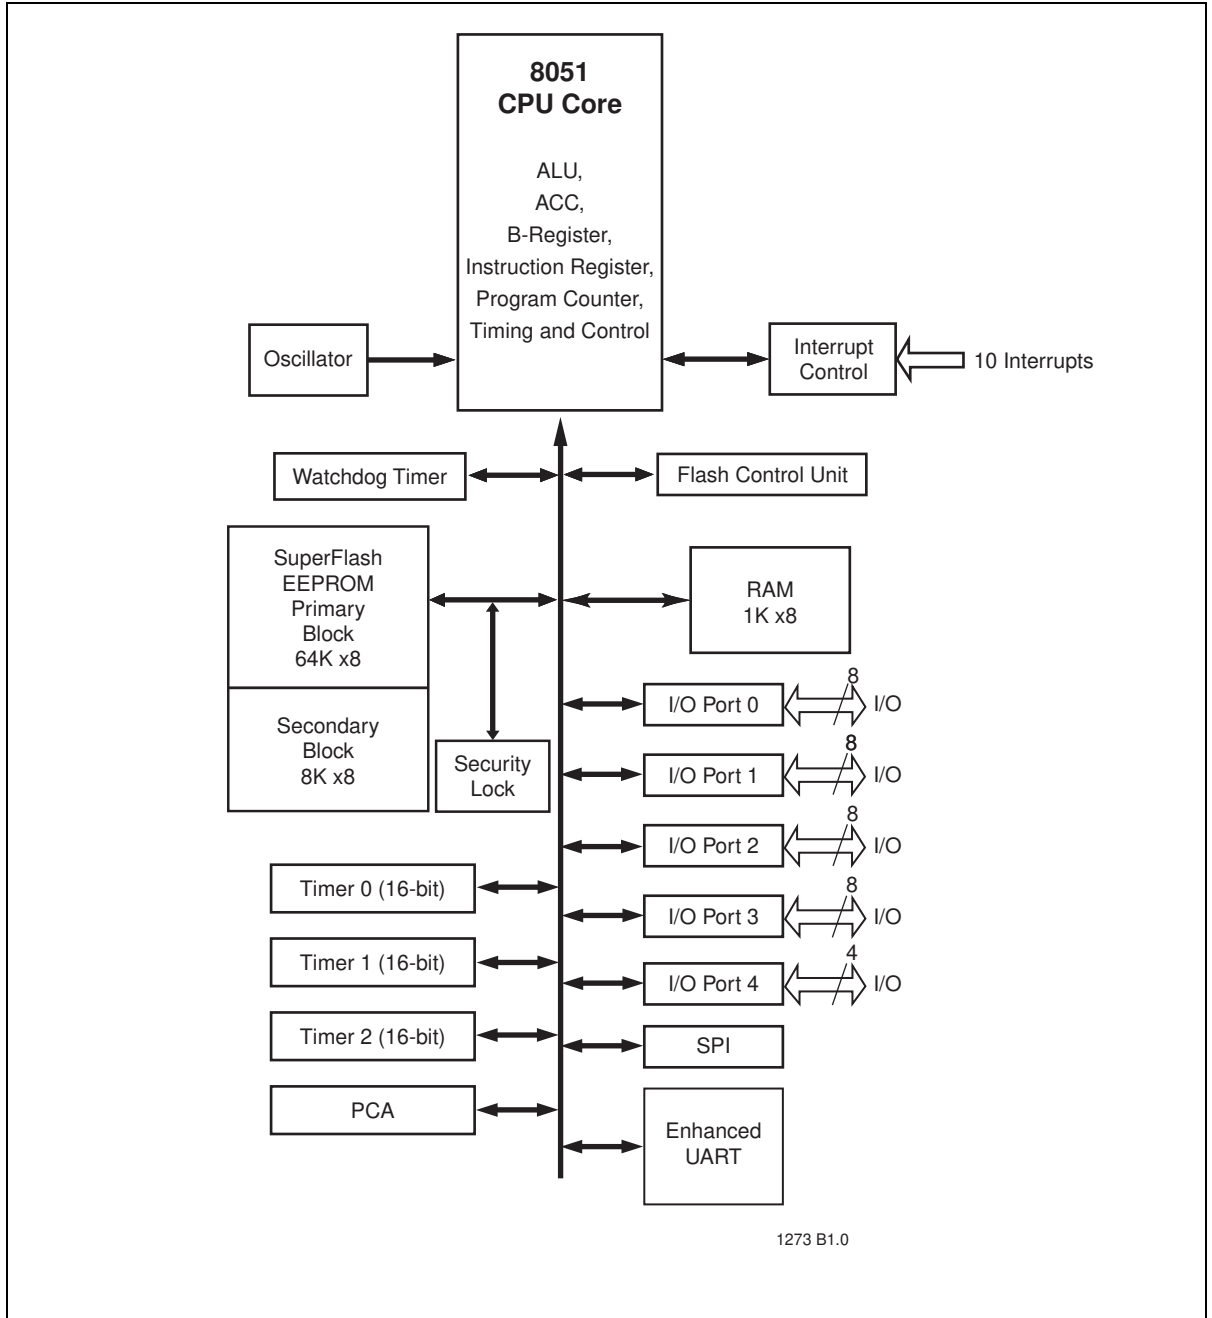 8051
CPU Core
ALU,
ACC,
B-Register,
Instruction Register,
Program Counter,
Timing and Control
Oscillator
Interrupt
Control
10 Interrupts
Watchdog Timer
Flash Control Unit
SuperFlash
EEPROM
Primary
Block
64K x8
RAM
1K x8
Secondary
Block
8K x8
Security
Lock
8
I/O Port 0
I/O
8
I/O Port 1
I/O
8
I/O Port 2
I/O
8
I/O Port 3
I/O
4
I/O Port 4
I/O
Timer 0 (16-bit)
Timer 1 (16-bit)
Timer 2 (16-bit)
SPI
PCA
Enhanced
UART
1273 B1.0